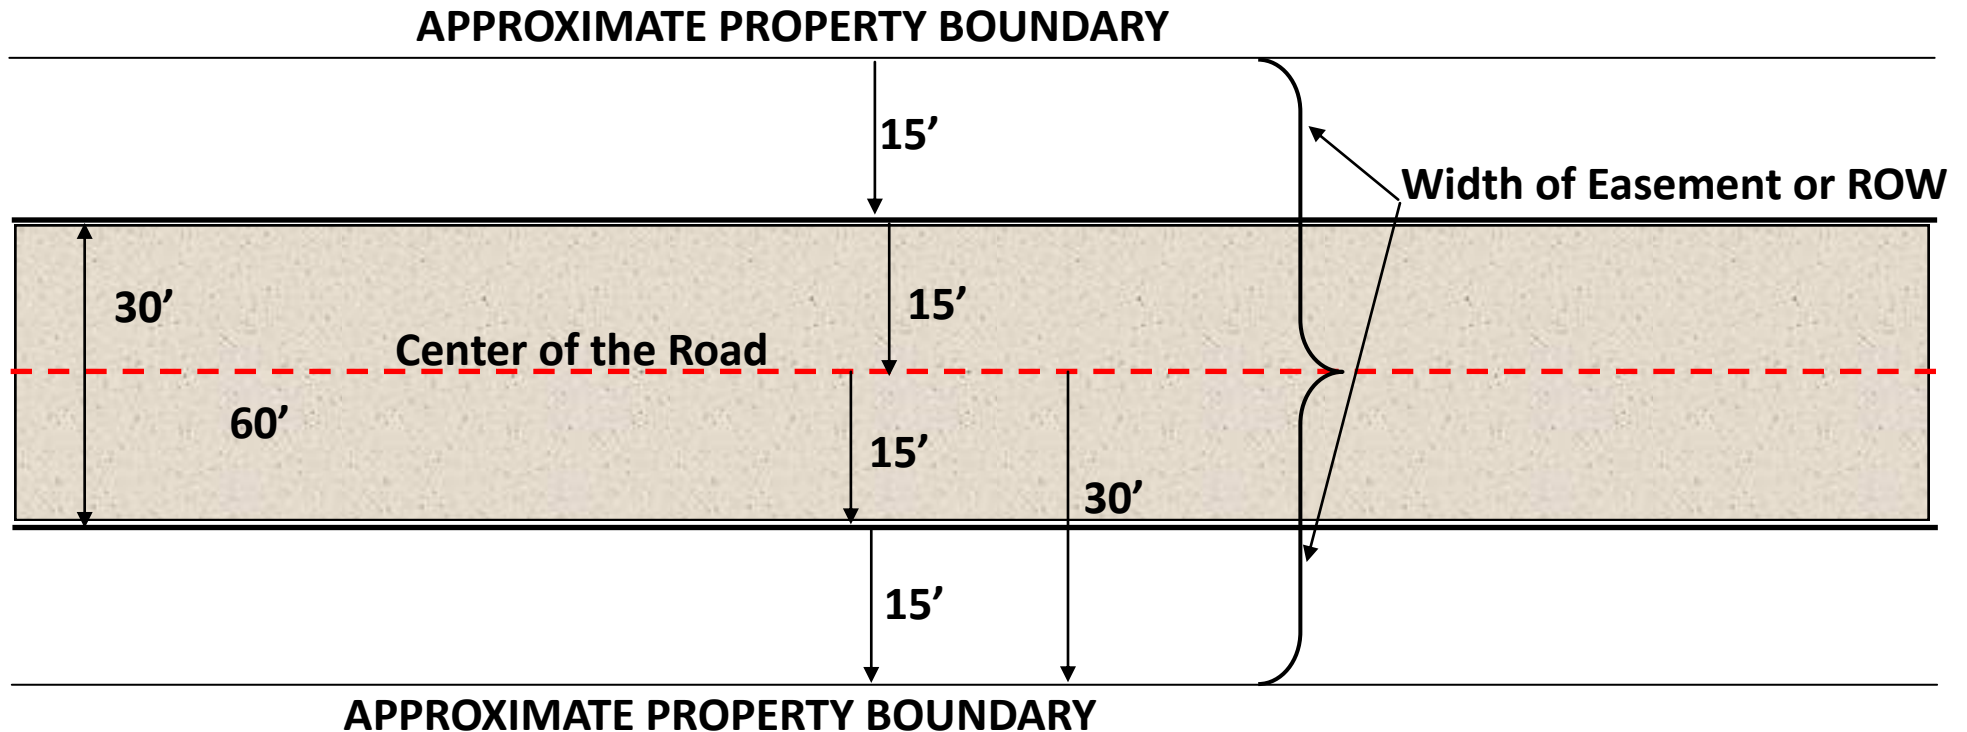 APPROXIMATE PROPERTY BOUNDARY
15’
Width of Easement or ROW
30’
15’
Center of the Road
60’
15’
30’
15’
APPROXIMATE PROPERTY BOUNDARY